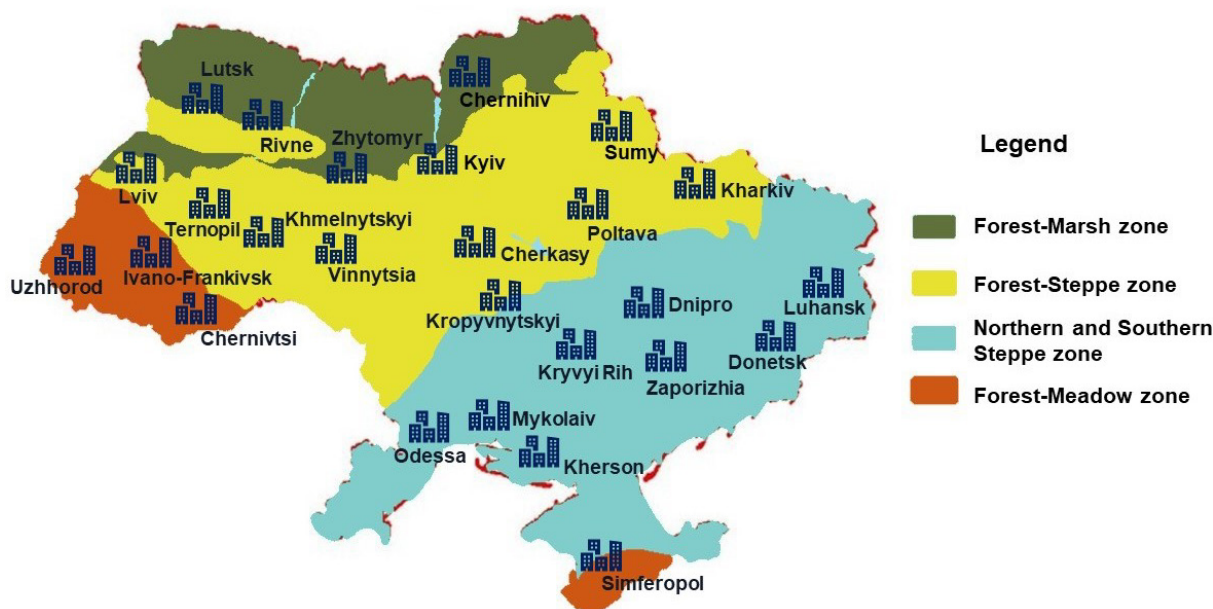 Lutsk
Chernihiv
Rivne
Zhytomyr
Kyiv
Sumy
Legend
Lviv
Kharkiv
Ternopil
Khmelnytskyi
Poltava
Forest-Marsh zone
Uzhhorod
Ivano-Frankivsk
Vinnytsia
Cherkasy
Forest-Steppe zone
Chernivtsi
Kropyvnytskyi
Dnipro
Luhansk
Northern and Southern
Steppe zone
Kryvyi Rih
Zaporizhia
Donetsk
Forest-Meadow zone
Odessa
Mykolaiv
Kherson
Simferopol